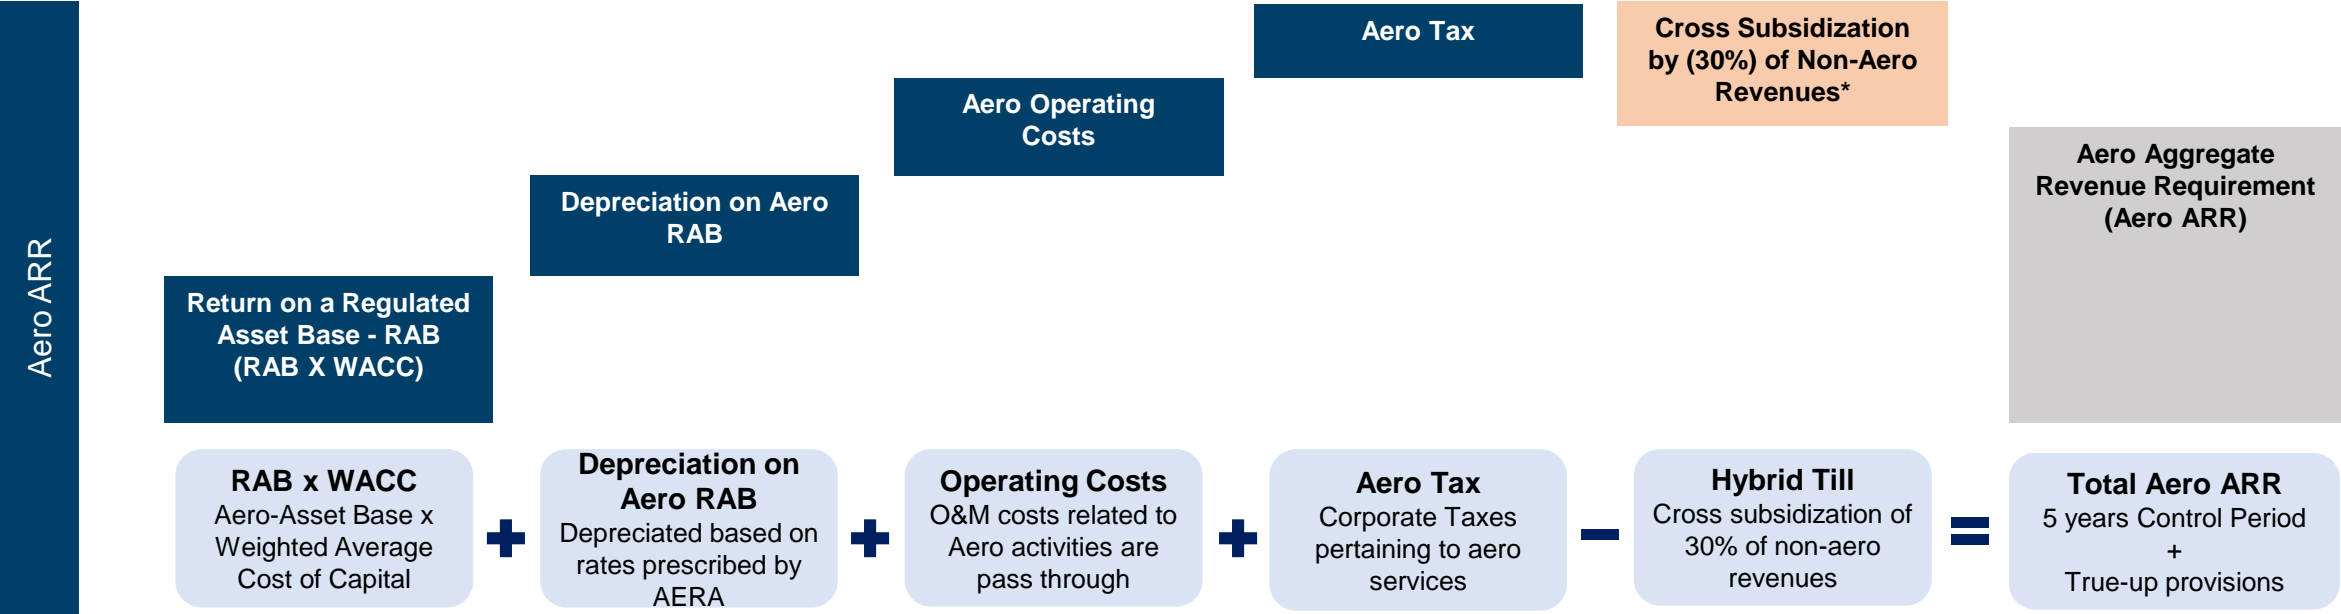 Aero ARR
Return on a Regulated
Asset Base - RAB
(RAB X WACC)
Depreciation on Aero
RAB
Aero Operating
Costs
Aero Tax
Cross Subsidization
by (30%) of Non-Aero
Revenues*
Aero Aggregate
Revenue Requirement
(Aero ARR)
RAB x WACC
Aero-Asset Base x
Weighted Average
Cost of Capital
+
Depreciation on
Aero RAB
Depreciated based on
rates prescribed by
AERA
+
Operating Costs
O&M costs related to
Aero activities are
pass through
+
Aero Tax
Corporate Taxes
pertaining to aero
services
−
Hybrid Till
Cross subsidization of
30% of non-aero
revenues
=
Total Aero ARR
5 years Control Period
+
True-up provisions